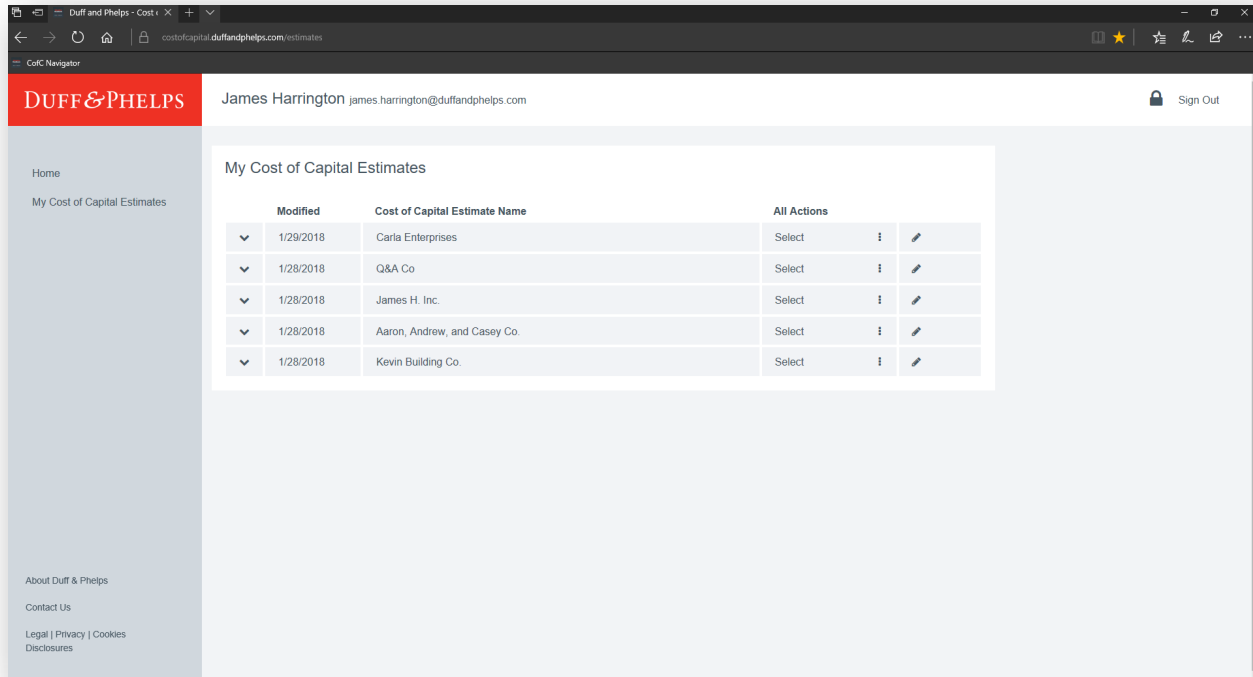 Duff and Phelps - Cost
costofcapital.duffandphelps.com/estimates
CofC Navigator
DUFF&PHELPS
James Harrington james.harrington@duffandphelps.com
Sign Out
Home
My Cost of Capital Estimates
My Cost of Capital Estimates
Modified Cost of Capital Estimate Name All Actions
1/29/2018 Carla Enterprises Select
1/28/2018 Q&A Co Select
1/28/2018 James H. Inc. Select
1/28/2018 Aaron, Andrew, and Casey Co. Select
1/28/2018 Kevin Building Co. Select
About Duff & Phelps
Contact Us
Legal | Privacy | Cookies
Disclosures